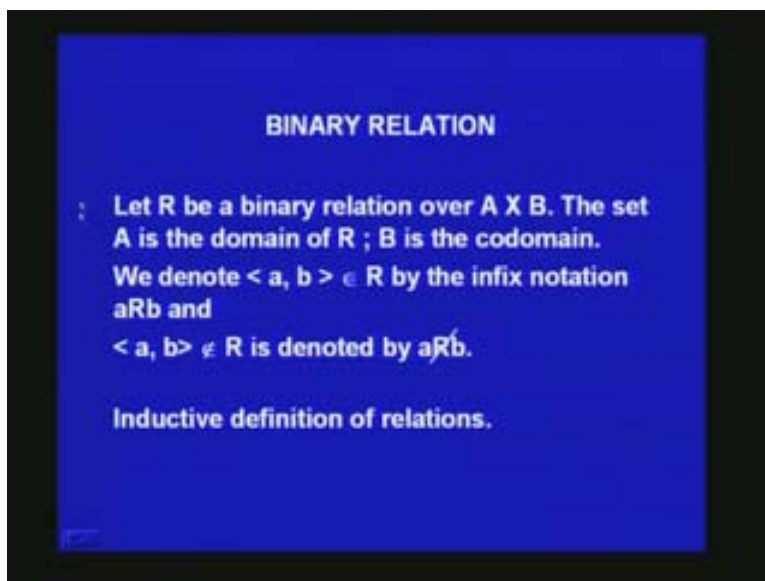 BINARY RELATION
Let R be a binary relation over A X B. The set
A is the domain of R ; B is the codomain.
We denote < a, b > ∈ R by the infix notation
aRb and
< a, b> ∉ R is denoted by aR̸b.
Inductive definition of relations.